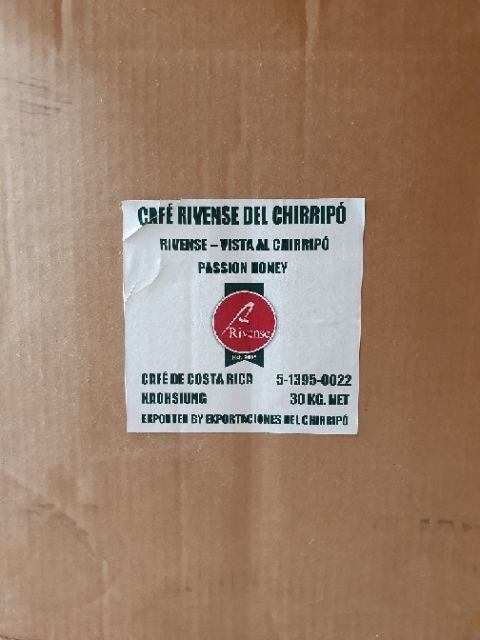 CAFÉ RIVENSE DEL CHIRRIPÓ
RIVENSE – VISTA AL CHIRRIPÓ
PASSION HONEY
Rivense
CAFÉ DE COSTA RICA 5-1395-0022
KAOHSIUNG 30 KG. NET
EXPORTED BY EXPORTACIONES DEL CHIRRIPÓ